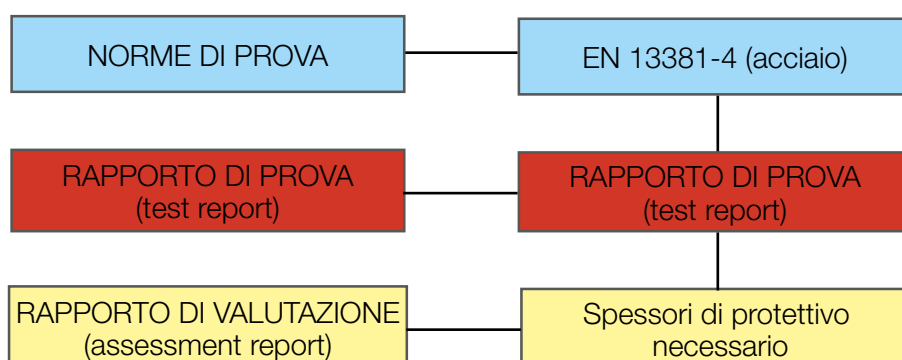 NORME DI PROVA
EN 13381-4 (acciaio)
RAPPORTO DI PROVA
(test report)
RAPPORTO DI PROVA
(test report)
RAPPORTO DI VALUTAZIONE
(assessment report)
Spessori di protettivo
necessario